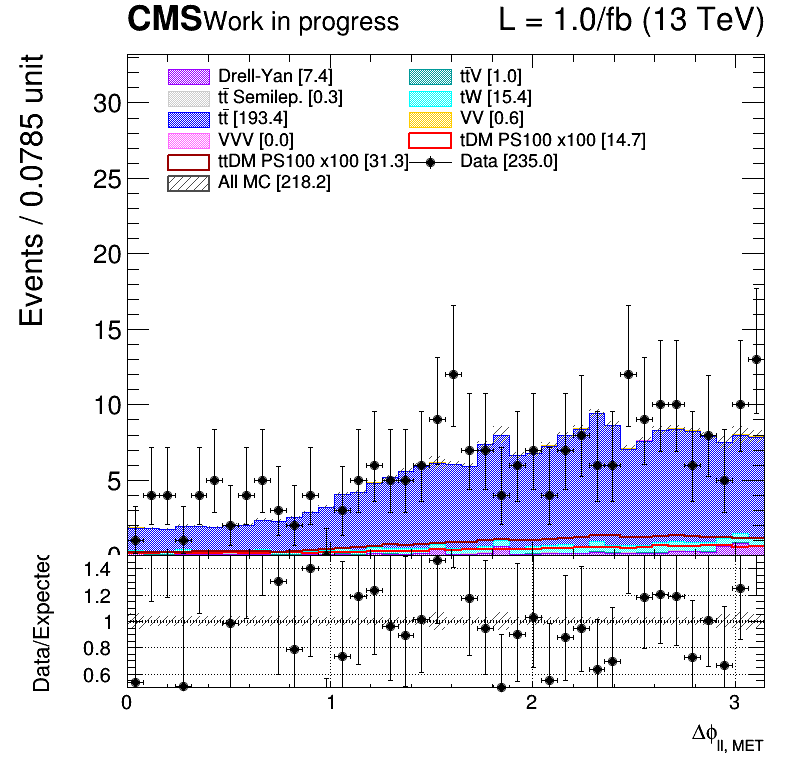 CMS Work in progress L = 1.0/fb (13 TeV)
Events / 0.0785 unit
Drell-Yan [7.4]
tt̄ Semilep. [0.3]
tt̄ [193.4]
VVV [0.0]
ttDM PS100 x100 [31.3]
All MC [218.2]
tt̄V [1.0]
tW [15.4]
VV [0.6]
tDM PS100 x100 [14.7]
Data [235.0]
30
25
20
15
10
5
0
Data/Expected
1.4
1.2
1
0.8
0.6
0 1 2 3
Δϕll, MET